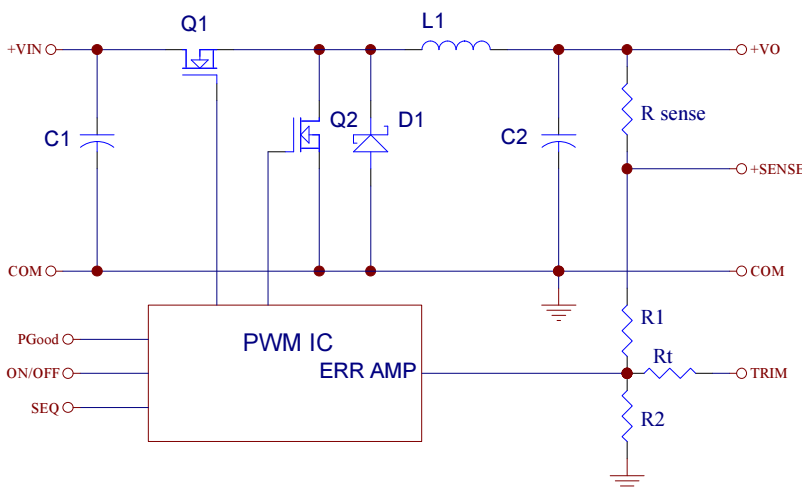 Q1
L1
+VIN
+VO
C1
Q2
D1
C2
R sense
+SENSE
COM
COM
PWM IC
R1
PGood
ERR AMP
Rt
ON/OFF
TRIM
SEQ
R2